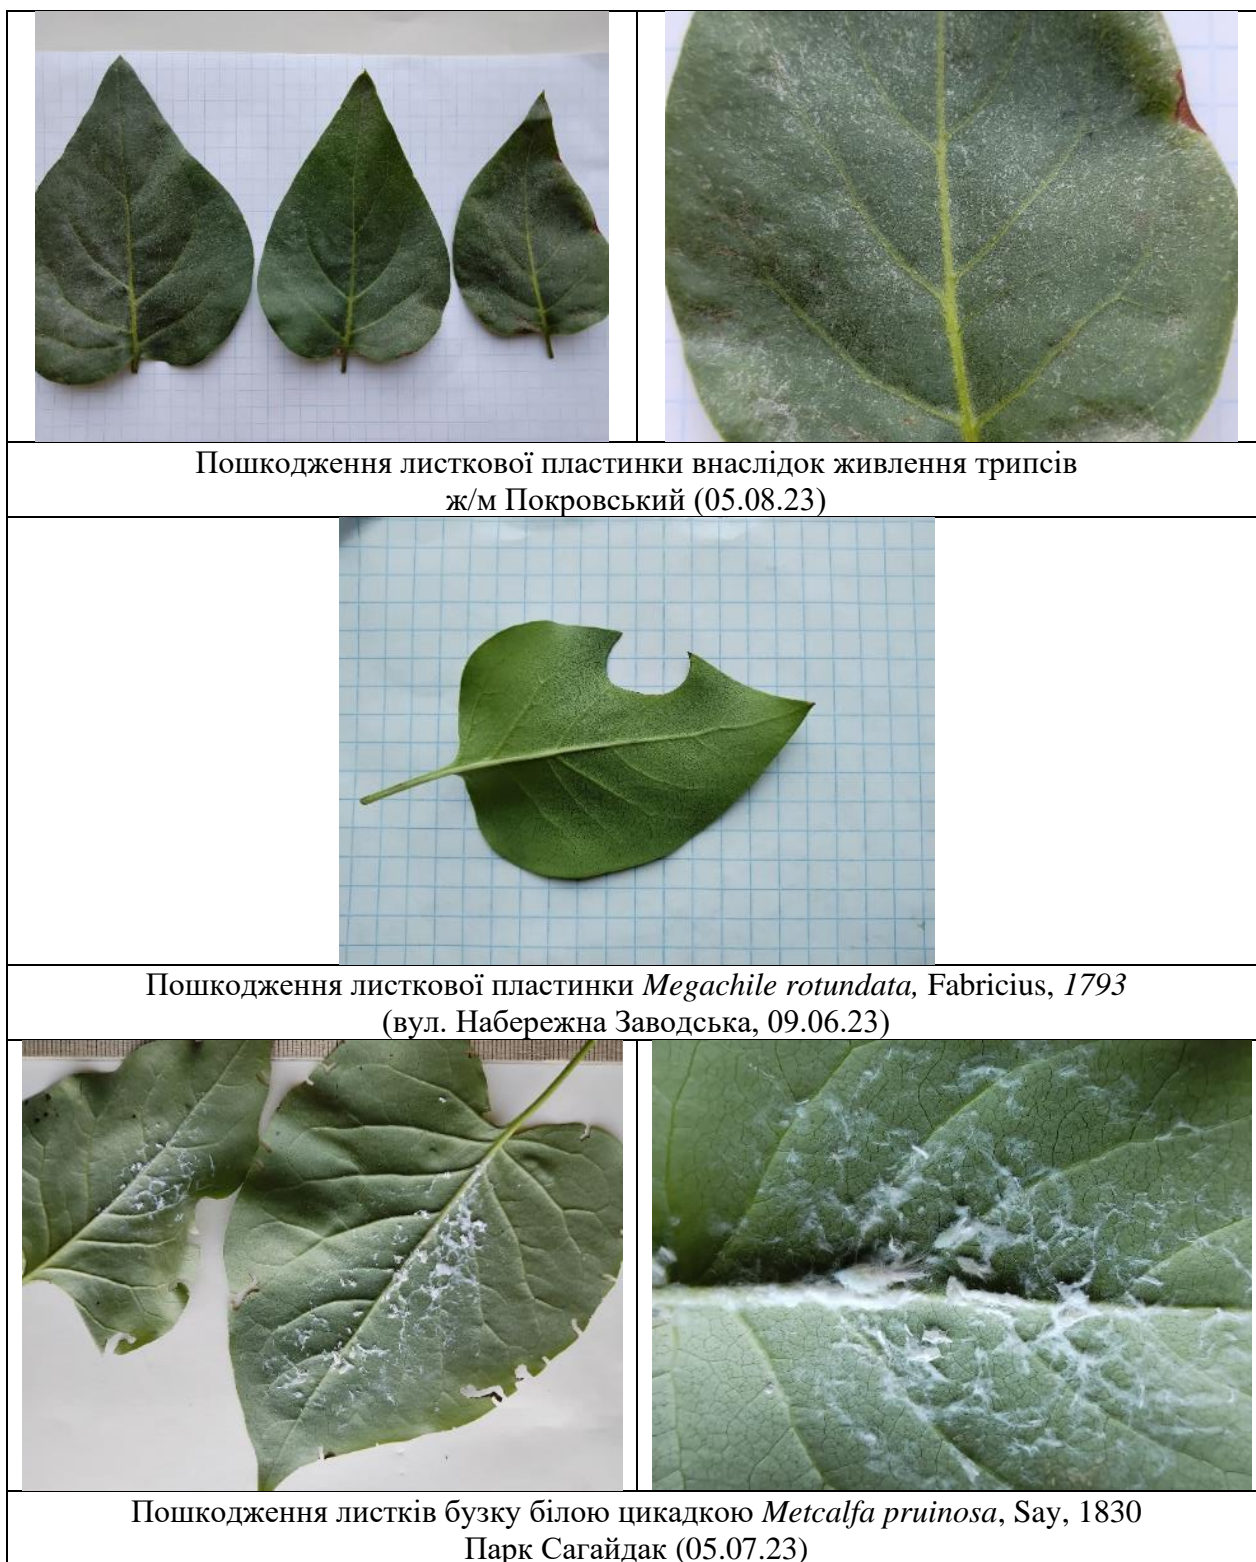 Пошкодження листкової пластинки внаслідок живлення трипсів
ж/м Покровський (05.08.23)
Пошкодження листкової пластинки Megachile rotundata, Fabricius, 1793
(вул. Набережна Заводська, 09.06.23)
Пошкодження листків бузку білою цикадкою Metcalfa pruinosa, Say, 1830
Парк Сагайдак (05.07.23)